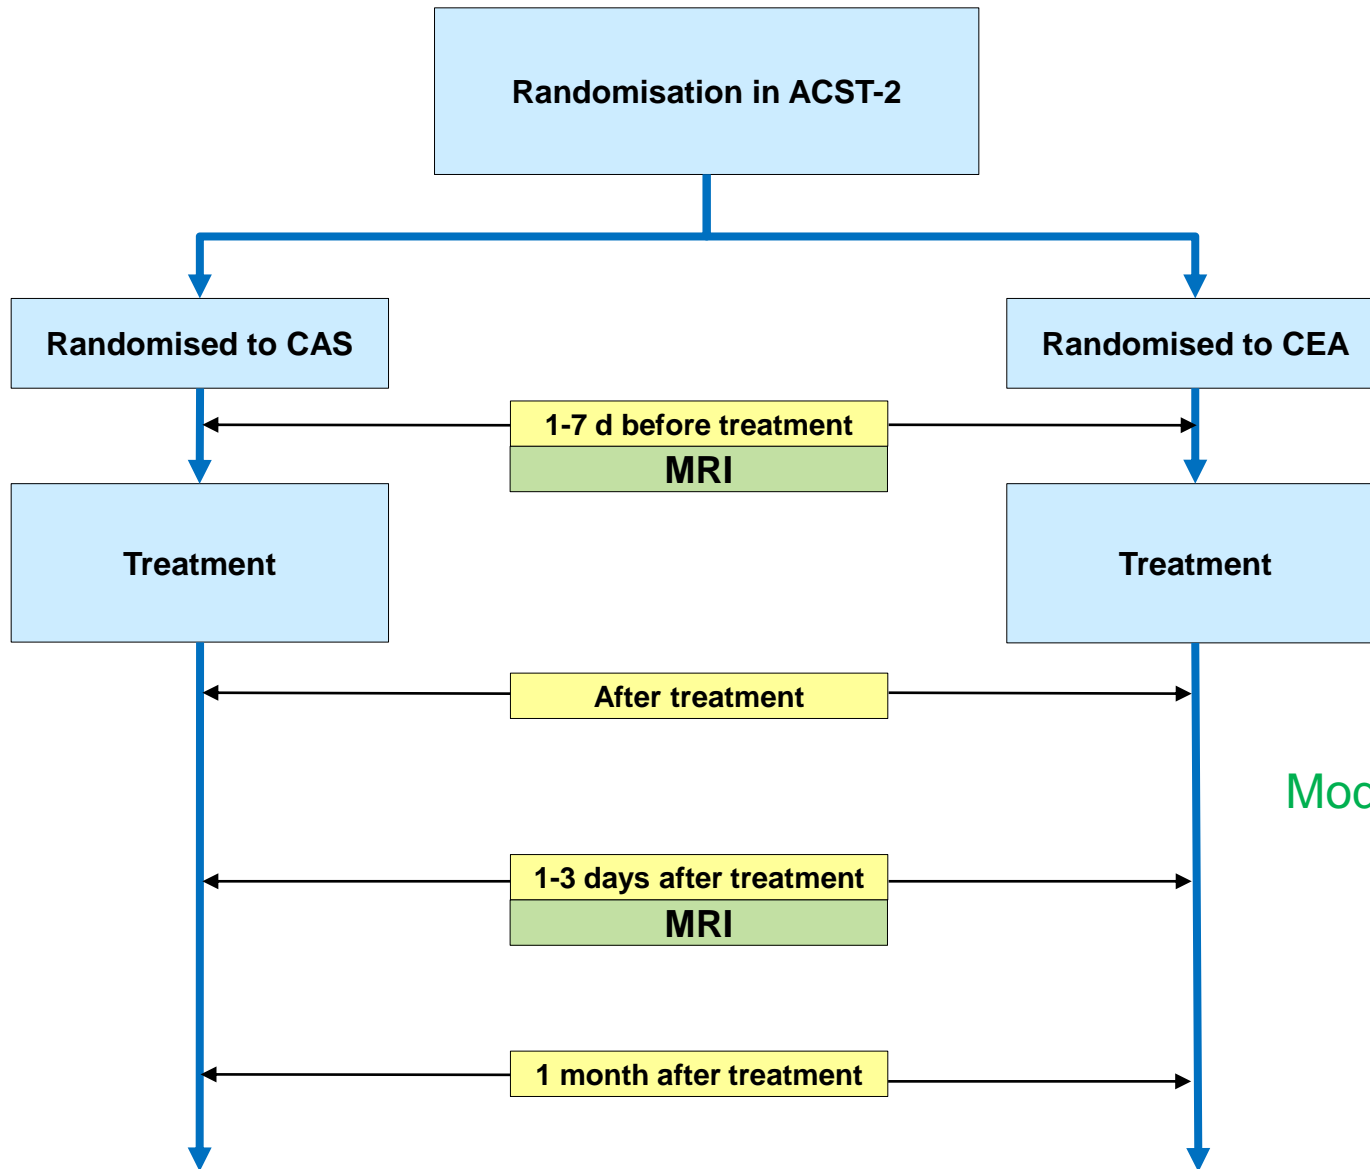 Randomisation in ACST-2
Randomised to CAS
Randomised to CEA
1-7 d before treatment
MRI
Treatment
Treatment
After treatment
1-3 days after treatment
MRI
1 month after treatment